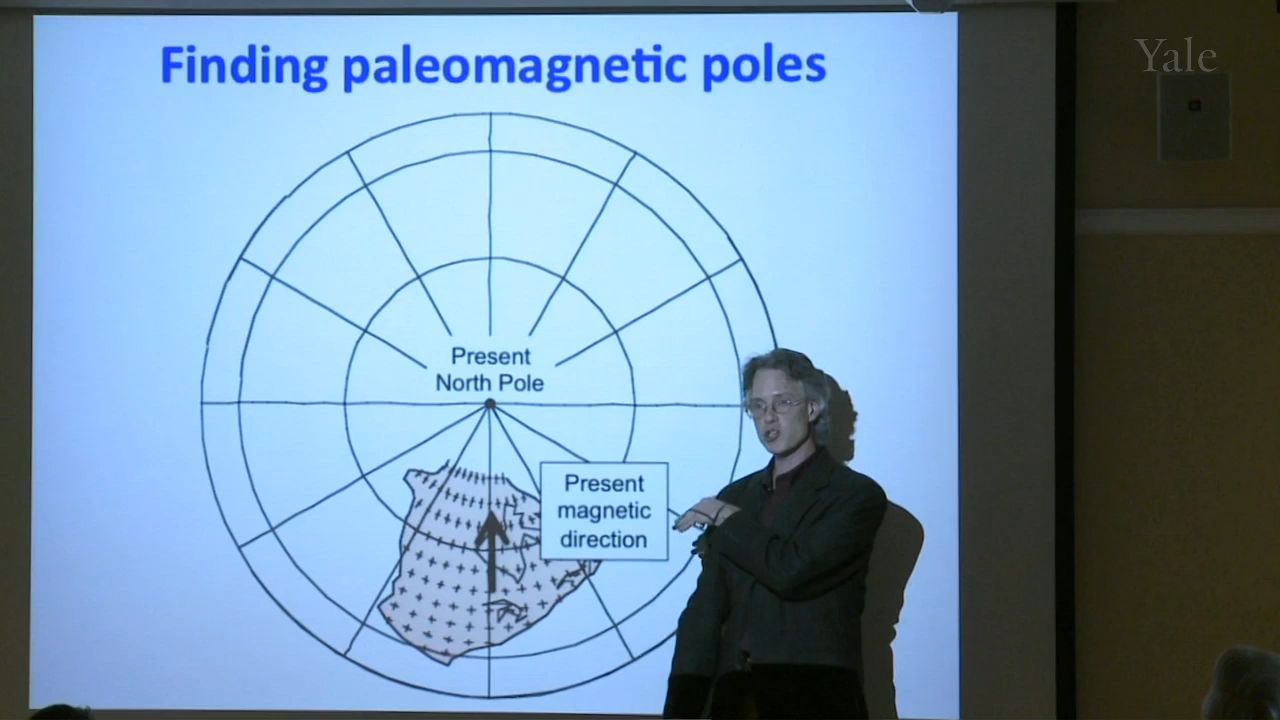 Finding paleomagnetic poles
Yale
Present
North Pole
Present
magnetic
direction